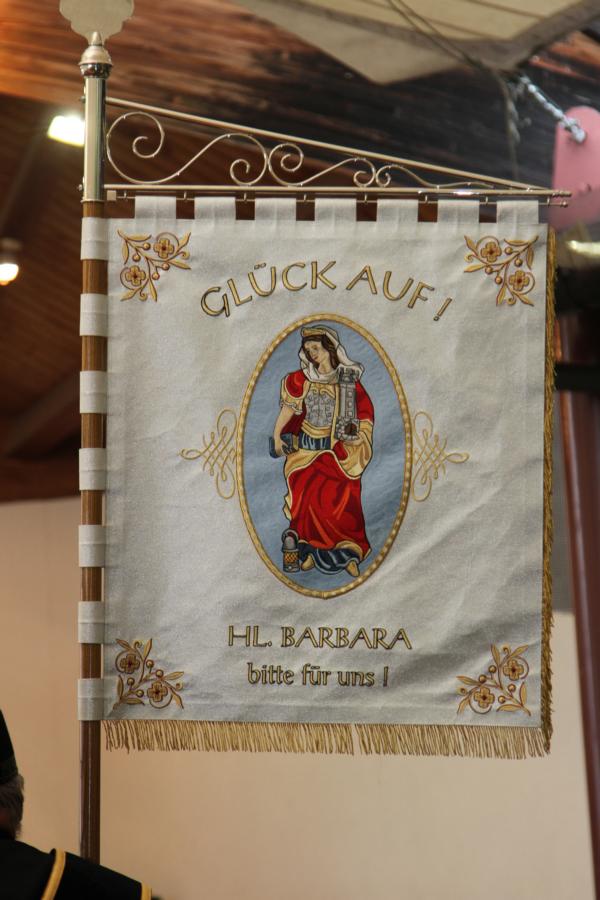 GLÜCK AUF!
HL. BARBARA
bitte für uns!